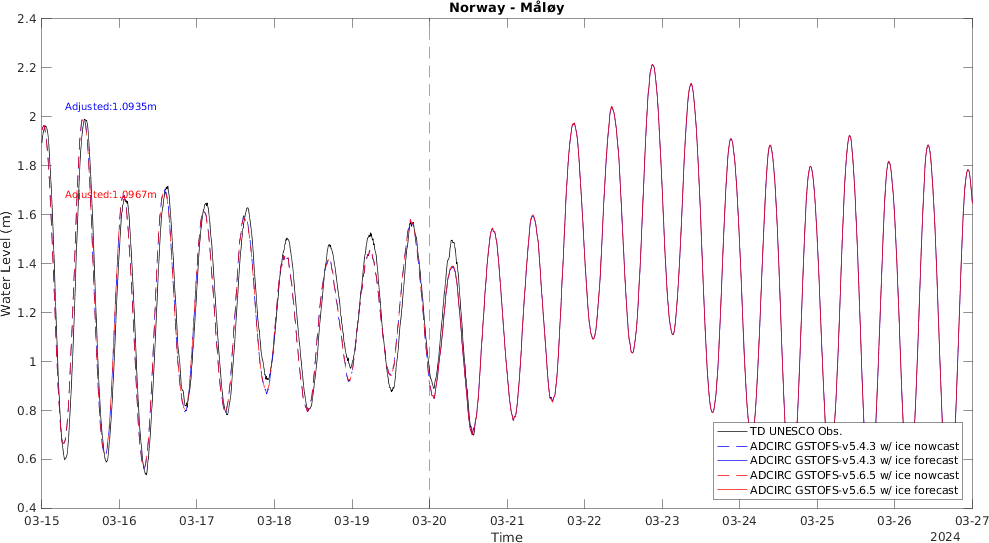 Norway - Måløy
2.4
2.2
2
1.8
1.6
1.4
1.2
1
0.8
0.6
0.4
Water Level (m)
Adjusted:1.0935m
Adjusted:1.0967m
TD UNESCO Obs.
ADCIRC GSTOFS-v5.4.3 w/ ice nowcast
ADCIRC GSTOFS-v5.4.3 w/ ice forecast
ADCIRC GSTOFS-v5.6.5 w/ ice nowcast
ADCIRC GSTOFS-v5.6.5 w/ ice forecast
03-15 03-16 03-17 03-18 03-19 03-20 03-21 03-22 03-23 03-24 03-25 03-26 03-27
Time
2024